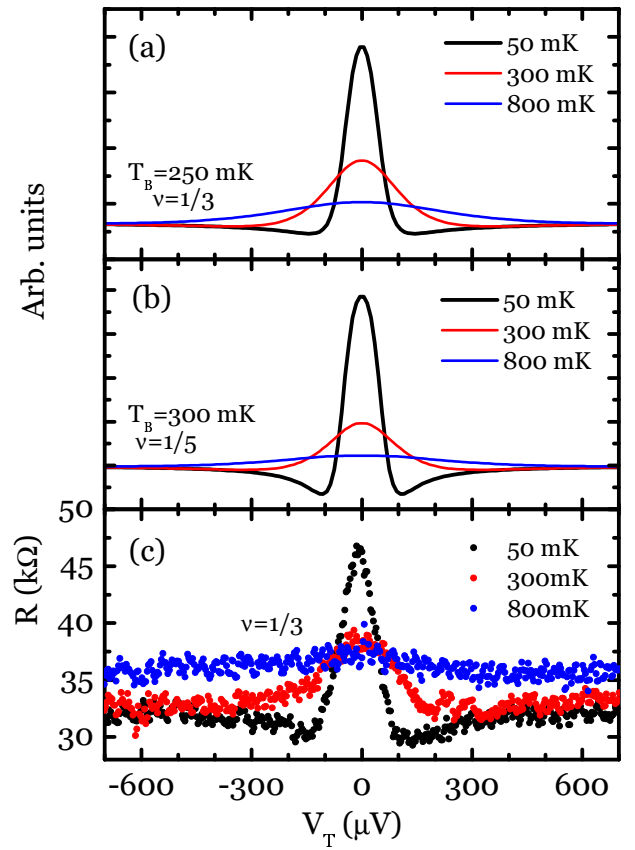 (a)
50 mK
300 mK
800 mK
T_B=250 mK
ν=1/3
Arb. units
(b)
50 mK
300 mK
800 mK
T_B=300 mK
ν=1/5
50
45
40
35
30
R (kΩ)
(c)
50 mK
300mK
800mK
ν=1/3
-600 -300 0 300 600
V_T (μV)